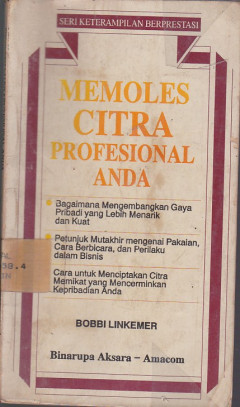 SERI KETERAMPILAN BERPRESTASI
MEMOLES
CITRA
PROFESIONAL
ANDA
Bagaimana Mengembangkan Gaya
Pribadi yang Lebih Menarik
dan Kuat
Petunjuk Mutakhir mengenai Pakaian,
Cara Berbicara, dan Perilaku
dalam Bisnis
Cara untuk Menciptakan Citra
Memikat yang Mencerminkan
Kepribadian Anda
BOBBI LINKEMER
Binarupa Aksara – Amacom